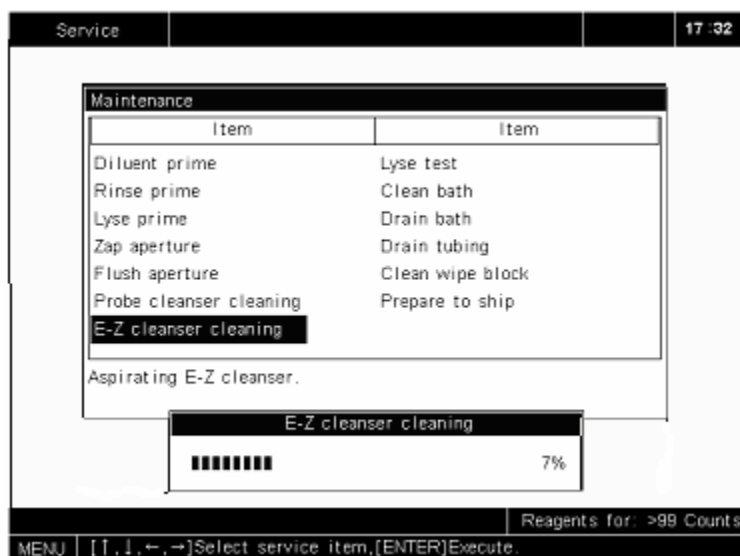 Service 17:32
Maintenance
Item Item
Diluent prime Lyse test
Rinse prime Clean bath
Lyse prime Drain bath
Zap aperture Drain tubing
Flush aperture Clean wipe block
Probe cleanser cleaning Prepare to ship
E-Z cleanser cleaning
Aspirating E-Z cleanser.
E-Z cleanser cleaning
7%
Reagents for: >99 Counts
MENU [↑,↓,←,→]Select service item,[ENTER]Execute.